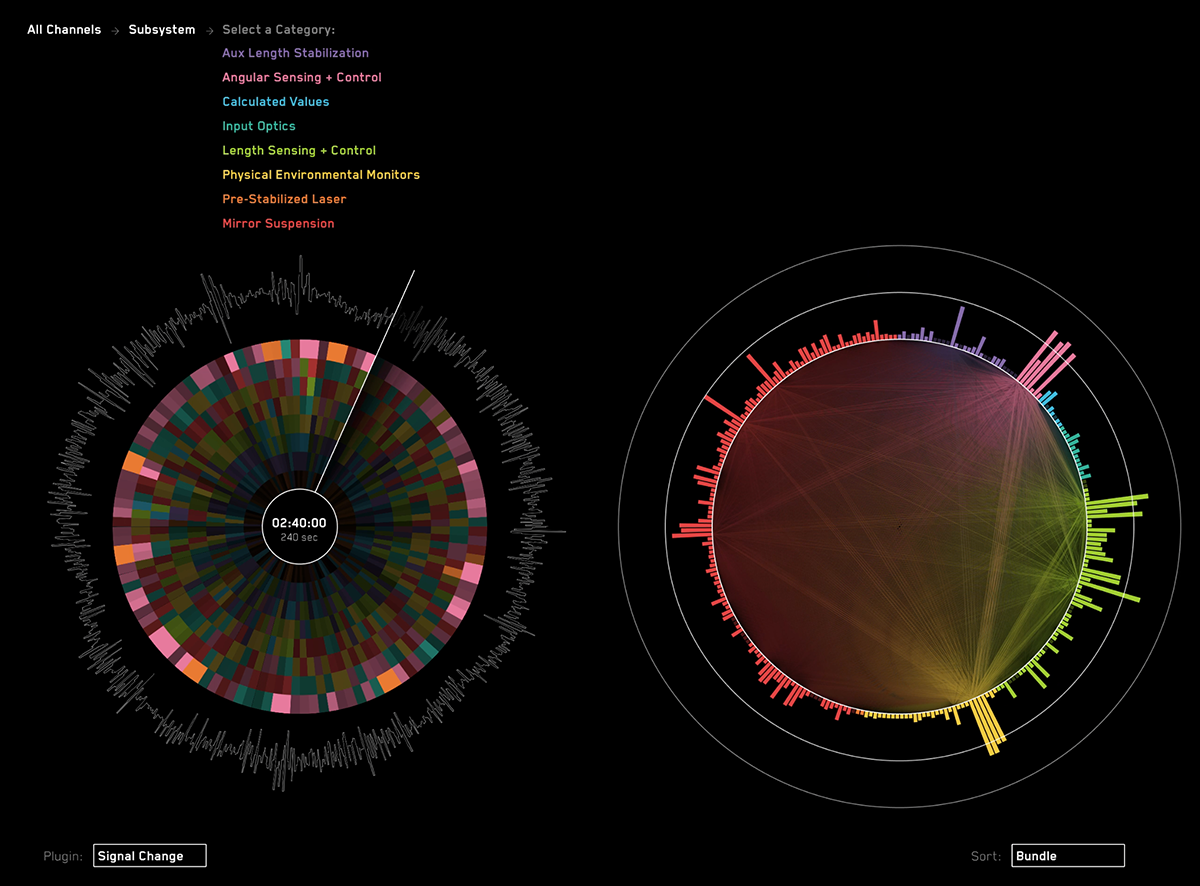 All Channels → Subsystem → Select a Category:
Aux Length Stabilization
Angular Sensing + Control
Calculated Values
Input Optics
Length Sensing + Control
Physical Environmental Monitors
Pre-Stabilized Laser
Mirror Suspension
02:40:00
240 sec
Plugin: Signal Change
Sort: Bundle